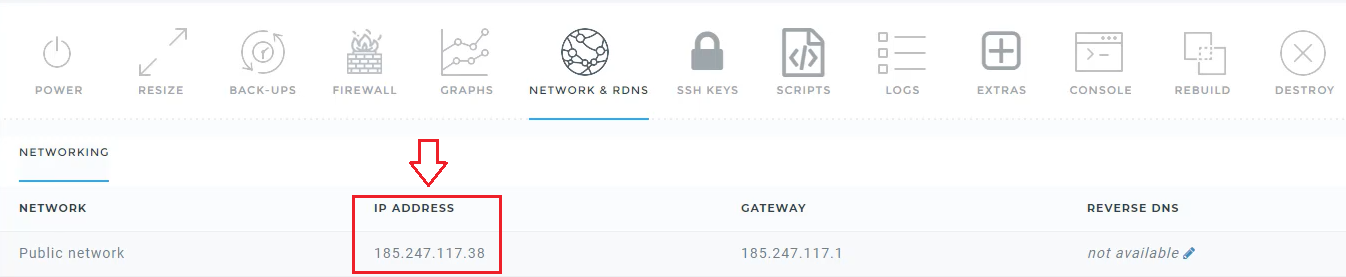 POWER RESIZE BACK-UPS FIREWALL GRAPHS NETWORK & RDNS SSH KEYS SCRIPTS LOGS EXTRAS CONSOLE REBUILD DESTROY
NETWORKING
NETWORK IP ADDRESS GATEWAY REVERSE DNS
Public network 185.247.117.38 185.247.117.1 not available